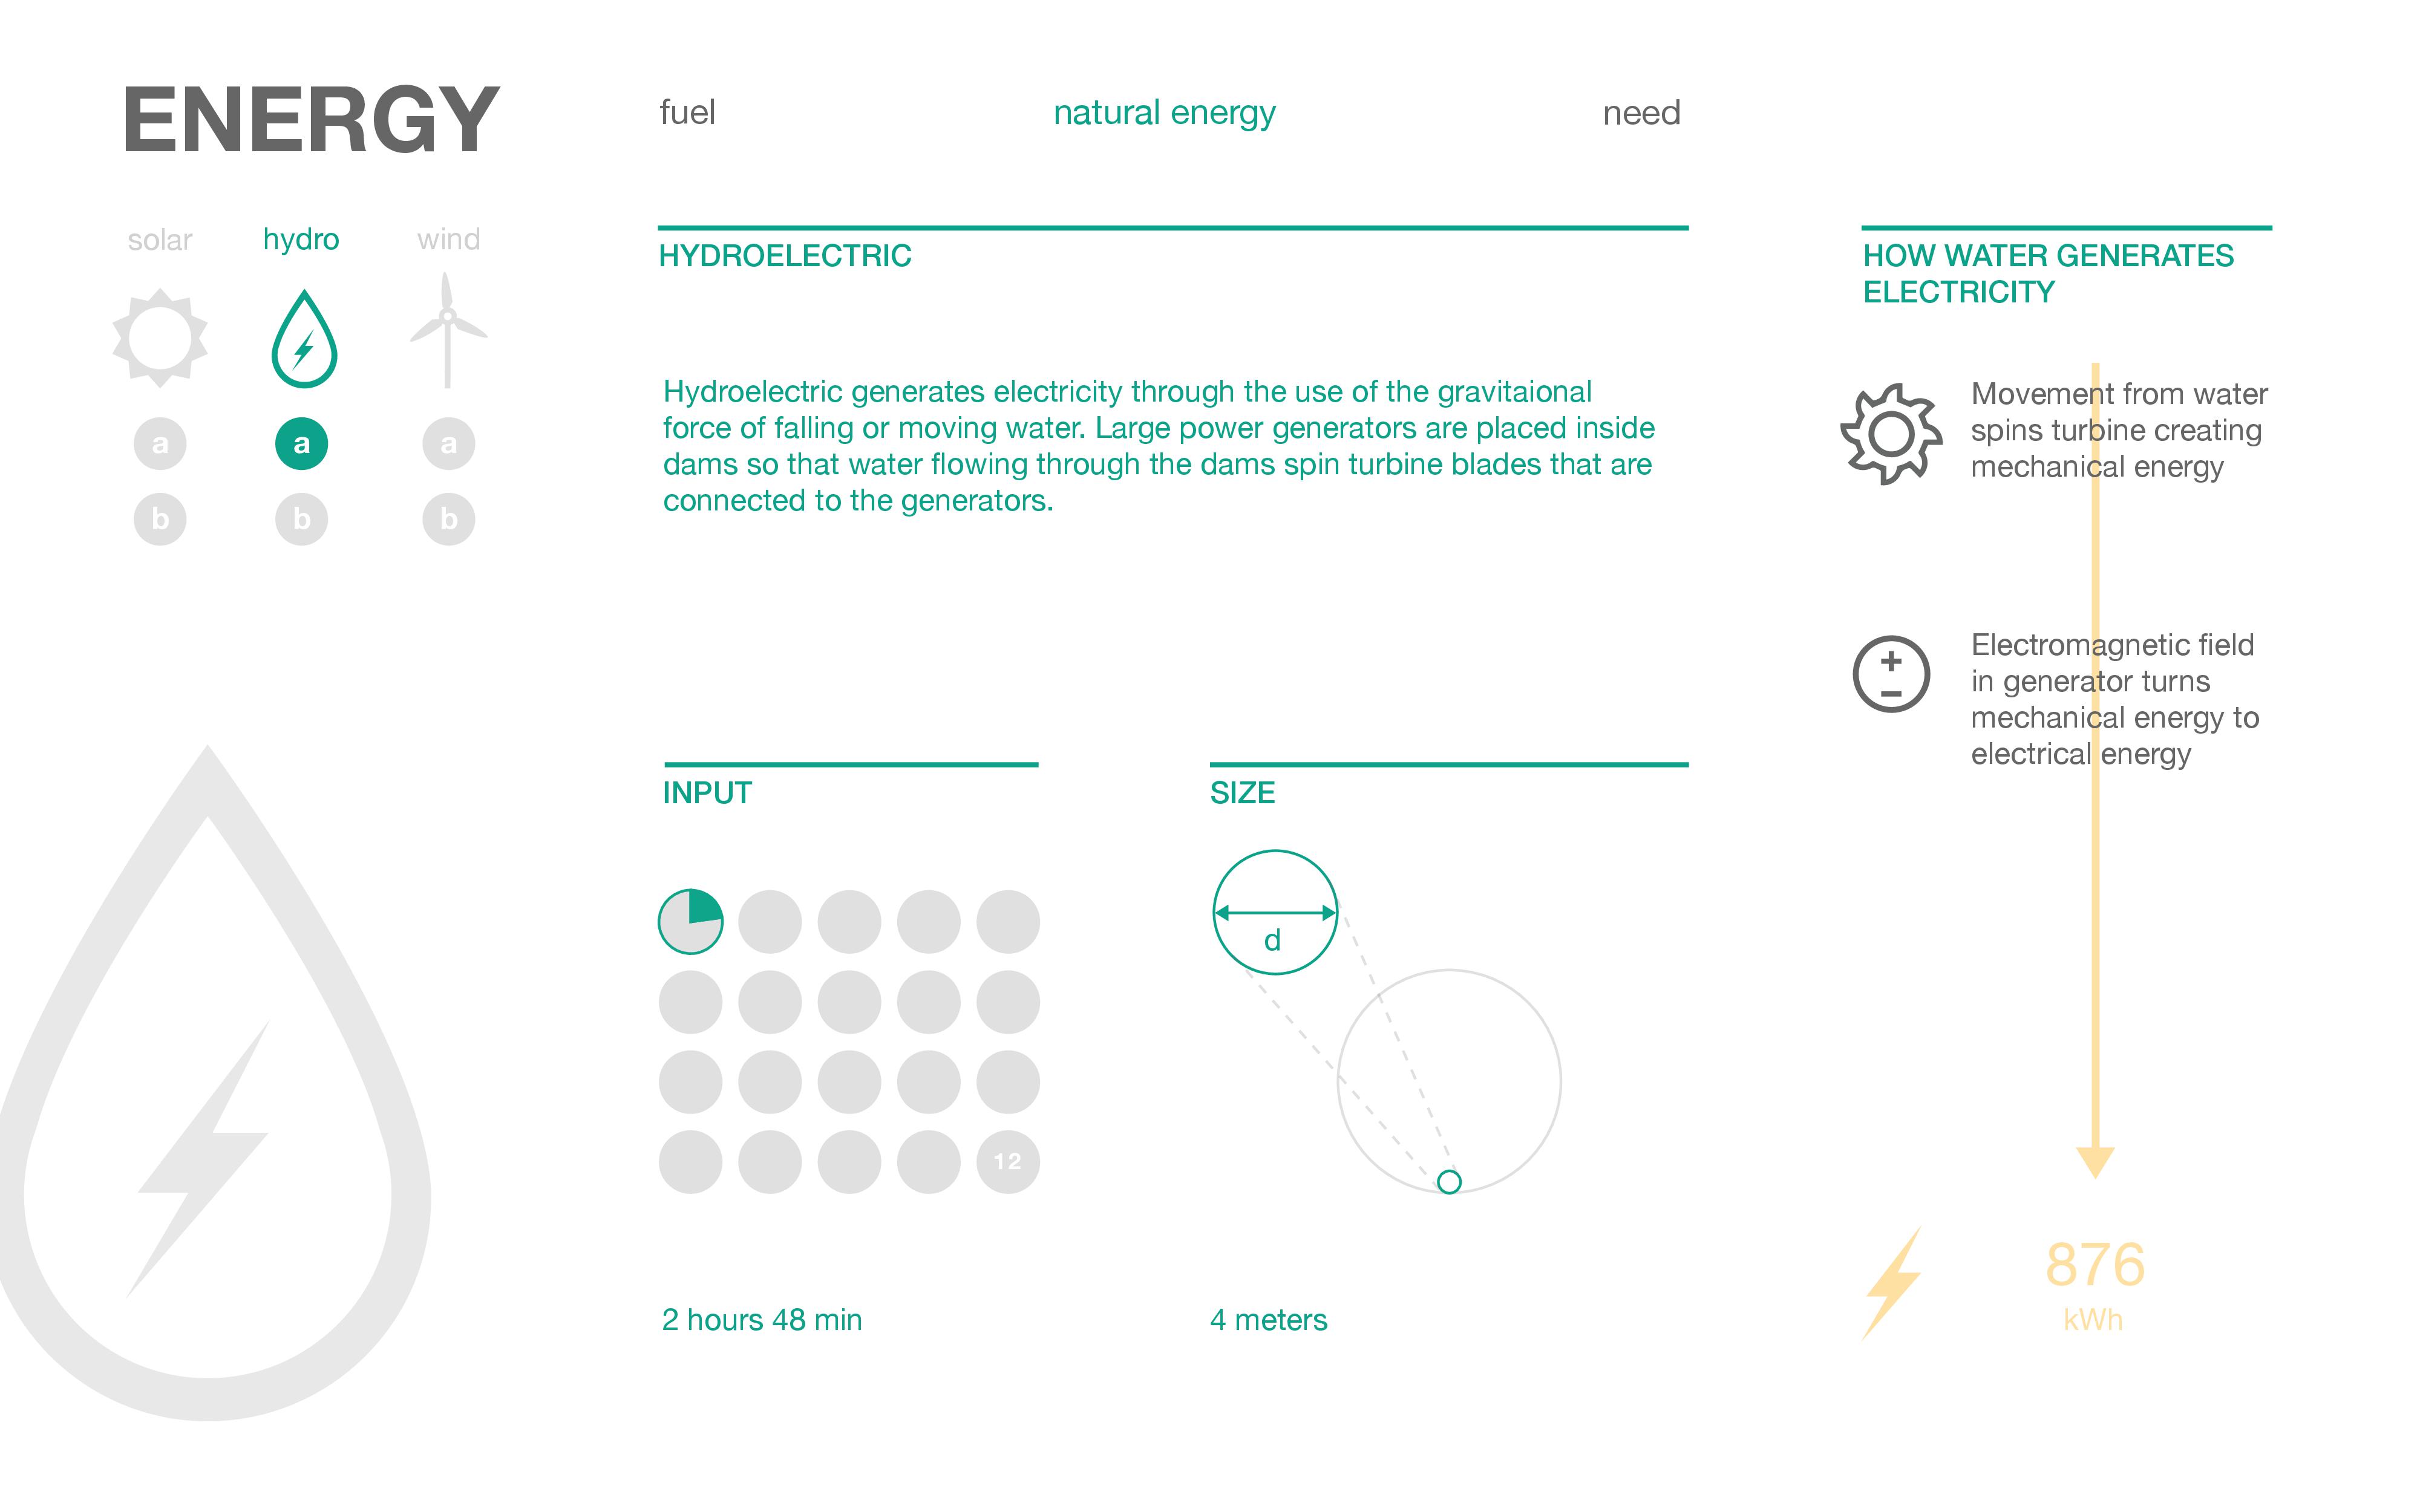 ENERGY
fuel
natural energy
need
solar
hydro
wind
a
a
a
b
b
b
HYDROELECTRIC
Hydroelectric generates electricity through the use of the gravitaional
force of falling or moving water. Large power generators are placed inside
dams so that water flowing through the dams spin turbine blades that are
connected to the generators.
INPUT
12
2 hours 48 min
SIZE
d
4 meters
HOW WATER GENERATES
ELECTRICITY
Movement from water
spins turbine creating
mechanical energy
Electromagnetic field
in generator turns
mechanical energy to
electrical energy
876
kWh